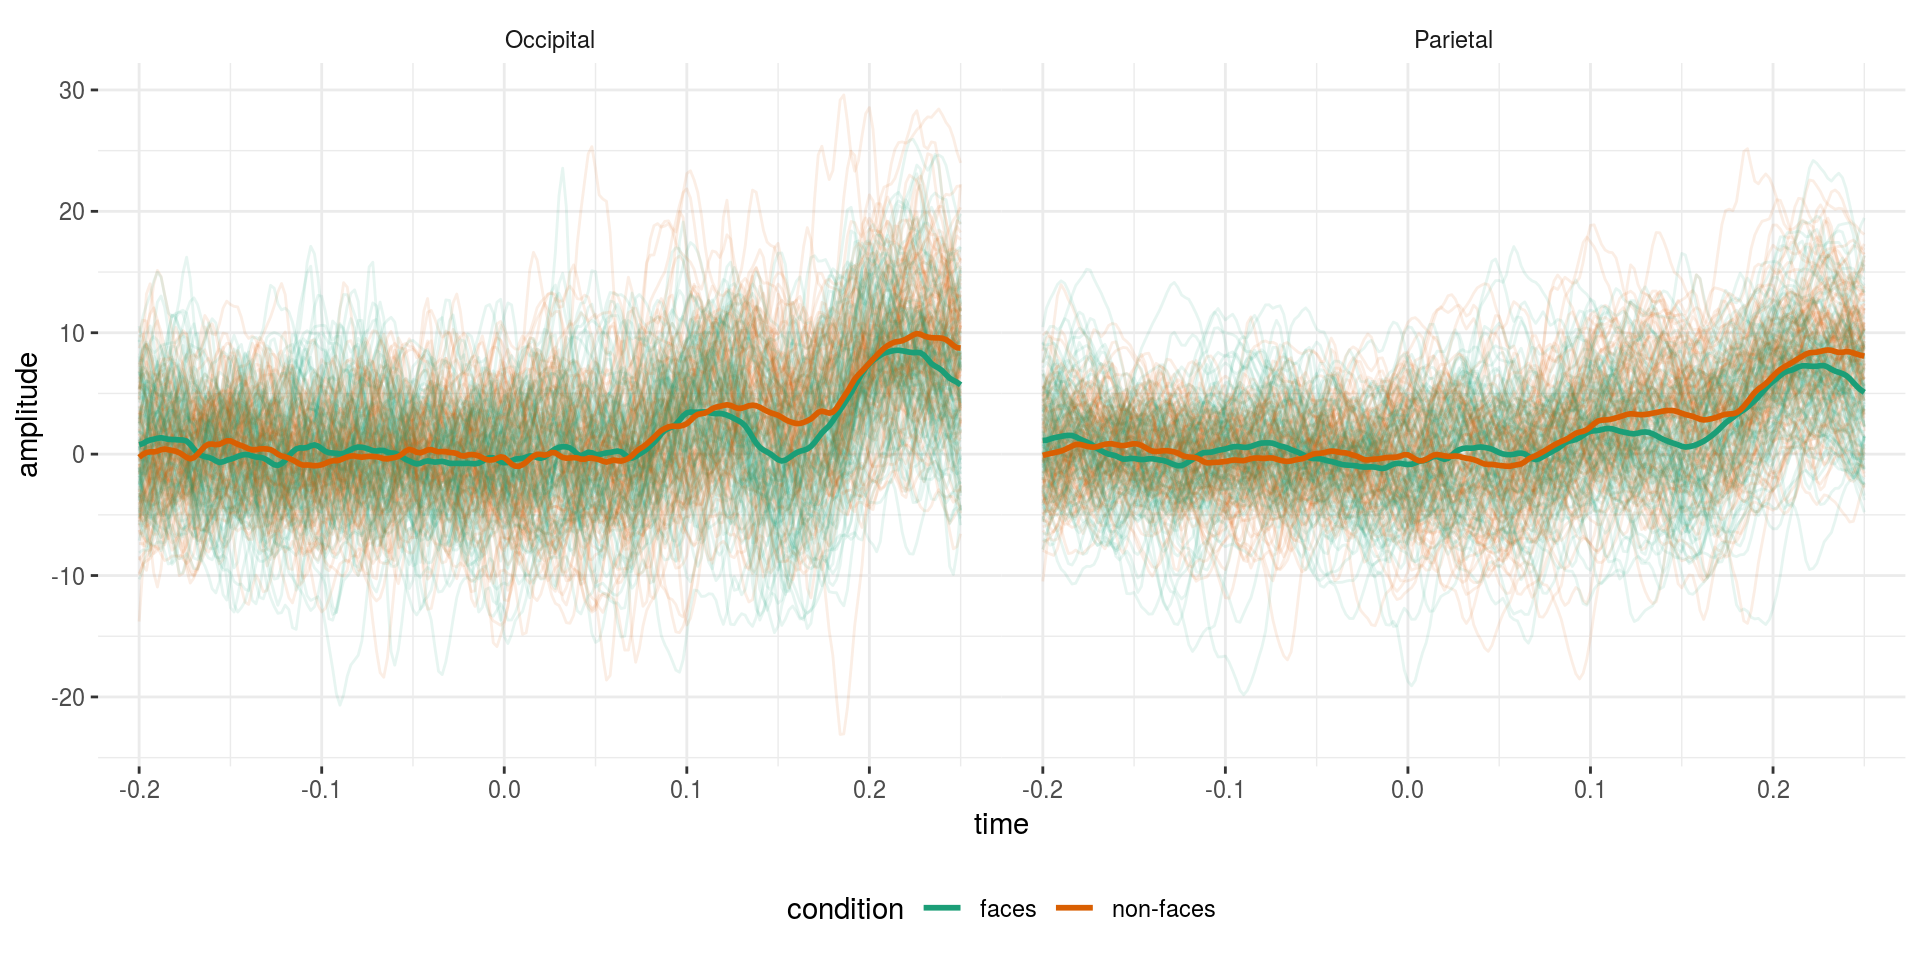 Occipital
Parietal
30
20
10
0
-10
-20
amplitude
-0.2 -0.1 0.0 0.1 0.2 -0.2 -0.1 0.0 0.1 0.2
time
condition faces non-faces